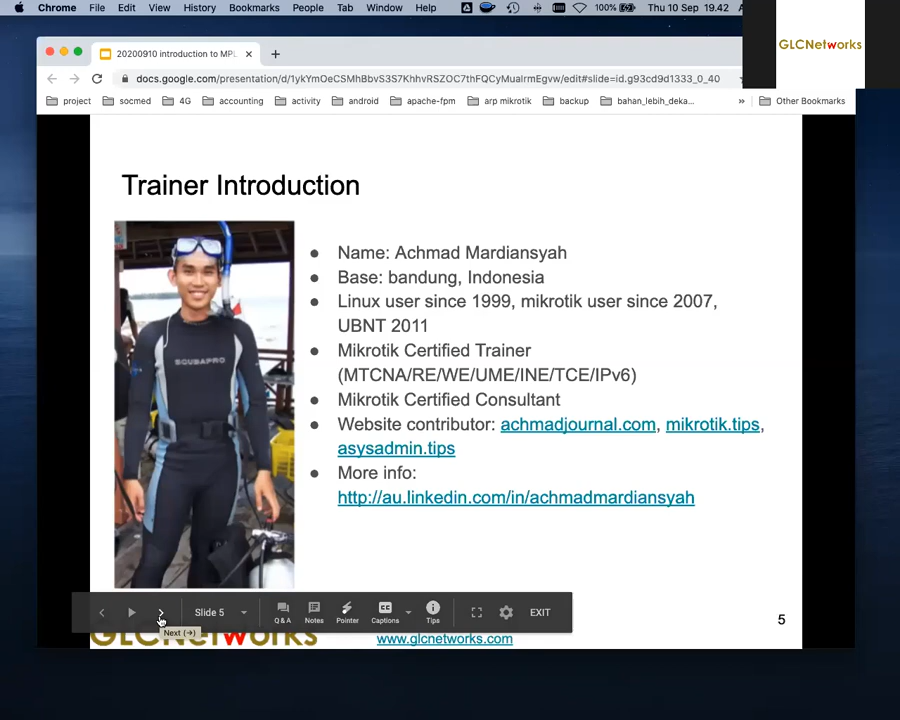 Chrome File Edit View History Bookmarks People Tab Window Help 100% Thu 10 Sep 19.42
GLCNetworks
20200910 introduction to MPL
docs.google.com/presentation/d/1ykYmOeCSMhBbvS3S7KhhvRSZOC7thFQCyMualrmEgvw/edit#slide=id.g93cd9d1333_0_40
project socmed 4G accounting activity android apache-fpm arp mikrotik backup bahan_lebih_deka... » Other Bookmarks
Trainer Introduction
SCUBAPRO
● Name: Achmad Mardiansyah
● Base: bandung, Indonesia
● Linux user since 1999, mikrotik user since 2007,
UBNT 2011
● Mikrotik Certified Trainer
(MTCNA/RE/WE/UME/INE/TCE/IPv6)
● Mikrotik Certified Consultant
● Website contributor: achmadjournal.com, mikrotik.tips,
asysadmin.tips
● More info:
http://au.linkedin.com/in/achmadmardiansyah
Slide 5 Q & A Notes Pointer CC Captions Tips EXIT
Next (→)
5
GLCNetworks
www.glcnetworks.com